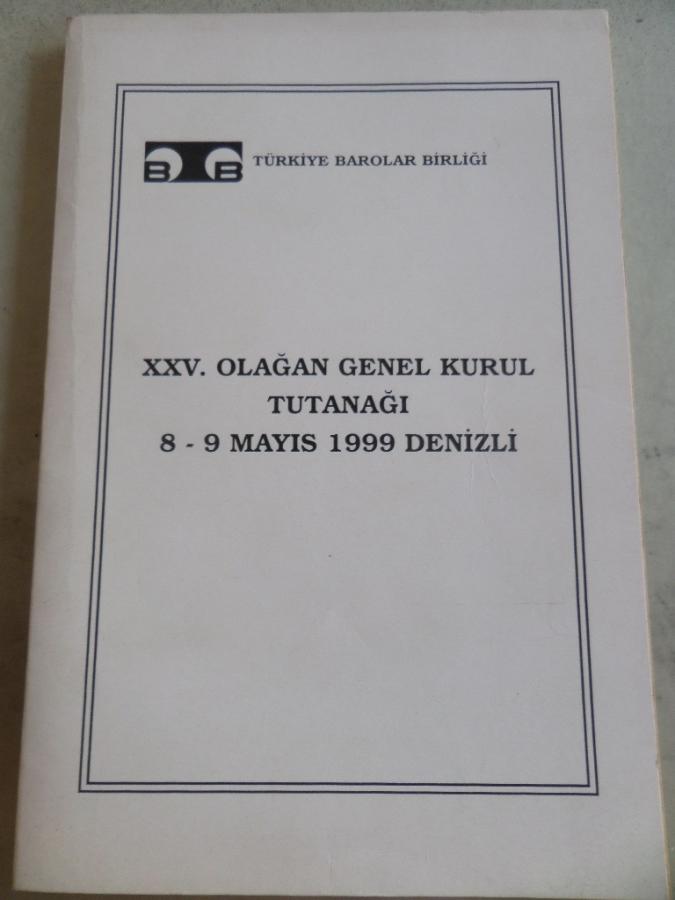 B B TÜRKİYE BAROLAR BİRLİĞİ
XXV. OLAĞAN GENEL KURUL
TUTANAĞI
8 - 9 MAYIS 1999 DENİZLİ